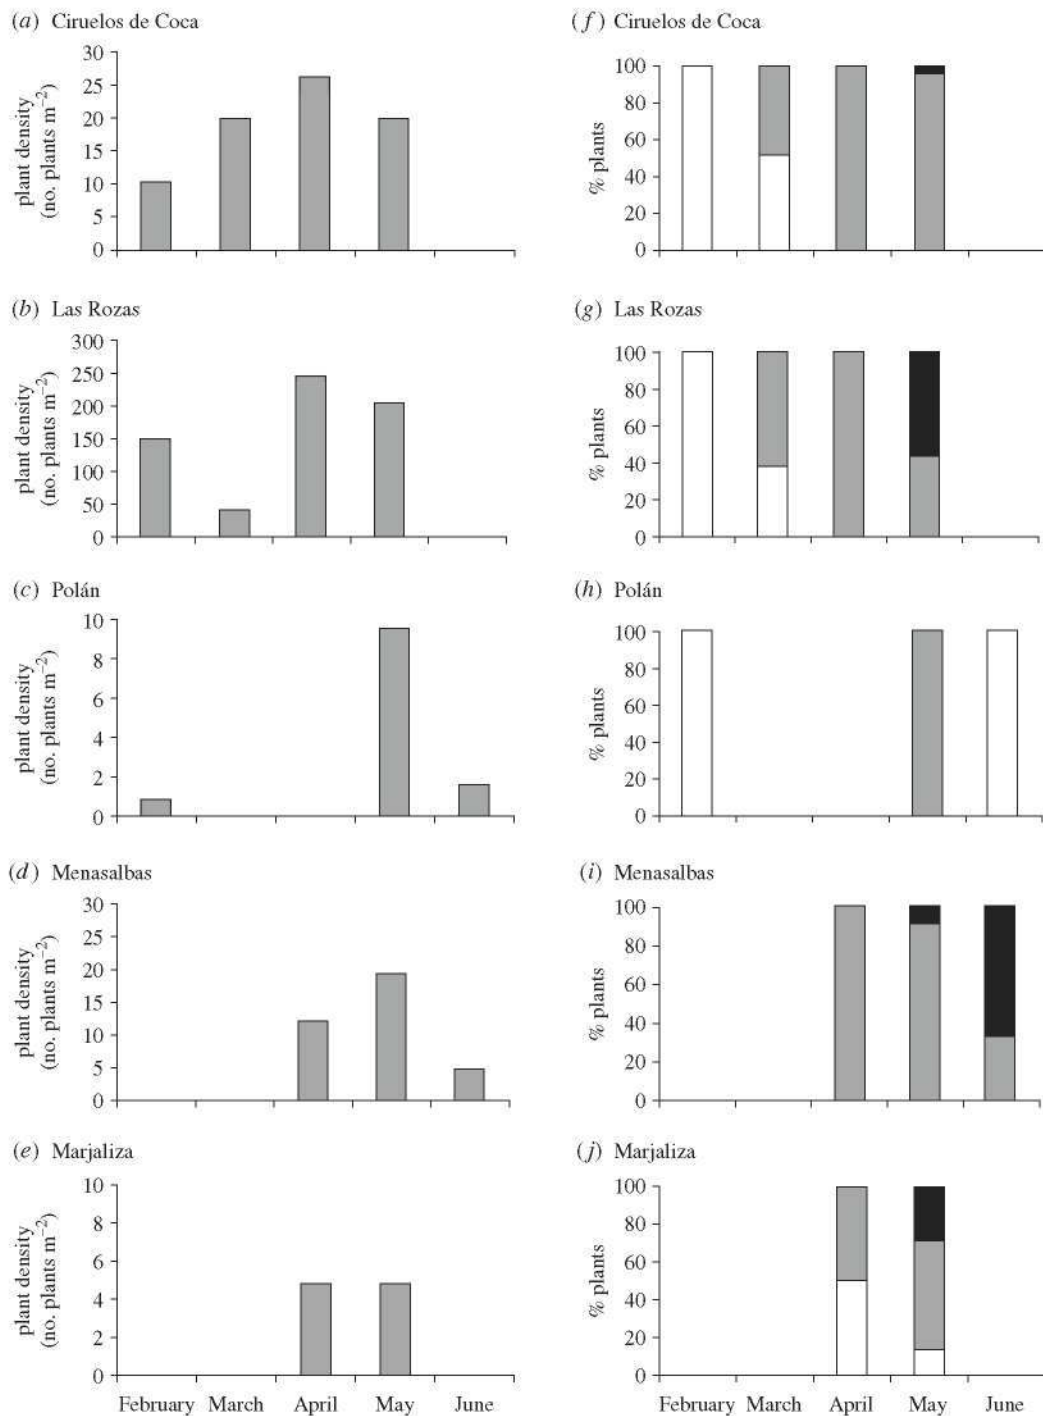 (a) Ciruelos de Coca
plant density
(no. plants m⁻²)
30
25
20
15
10
5
0
(f) Ciruelos de Coca
% plants
100
80
60
40
20
0
(b) Las Rozas
plant density
(no. plants m⁻²)
300
250
200
150
100
50
0
(g) Las Rozas
% plants
100
80
60
40
20
0
(c) Polán
plant density
(no. plants m⁻²)
10
8
6
4
2
0
(h) Polán
% plants
100
80
60
40
20
0
(d) Menasalbas
plant density
(no. plants m⁻²)
30
25
20
15
10
5
0
(i) Menasalbas
% plants
100
80
60
40
20
0
(e) Marjaliza
plant density
(no. plants m⁻²)
10
8
6
4
2
0
February March April May June
(j) Marjaliza
% plants
100
80
60
40
20
0
February March April May June